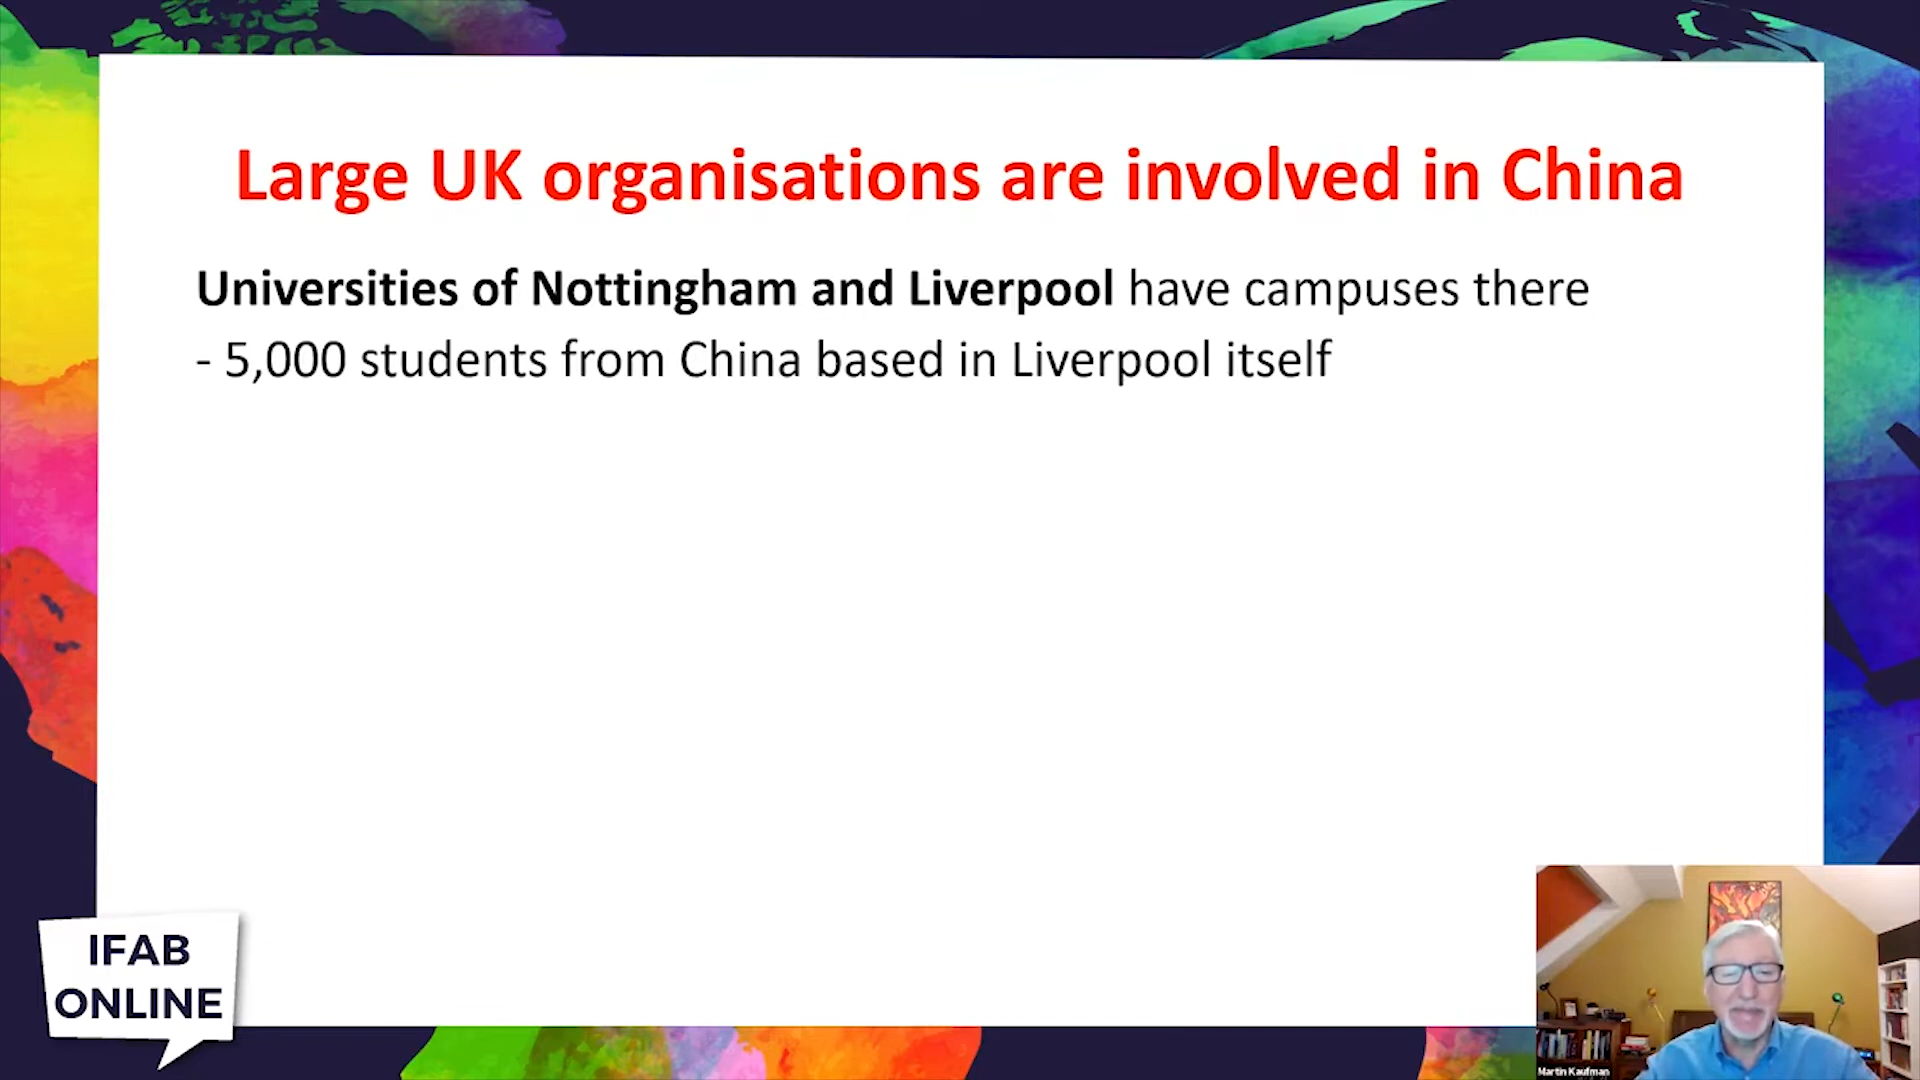 Large UK organisations are involved in China
Universities of Nottingham and Liverpool have campuses there
- 5,000 students from China based in Liverpool itself
IFAB
ONLINE
Martin Kaufman